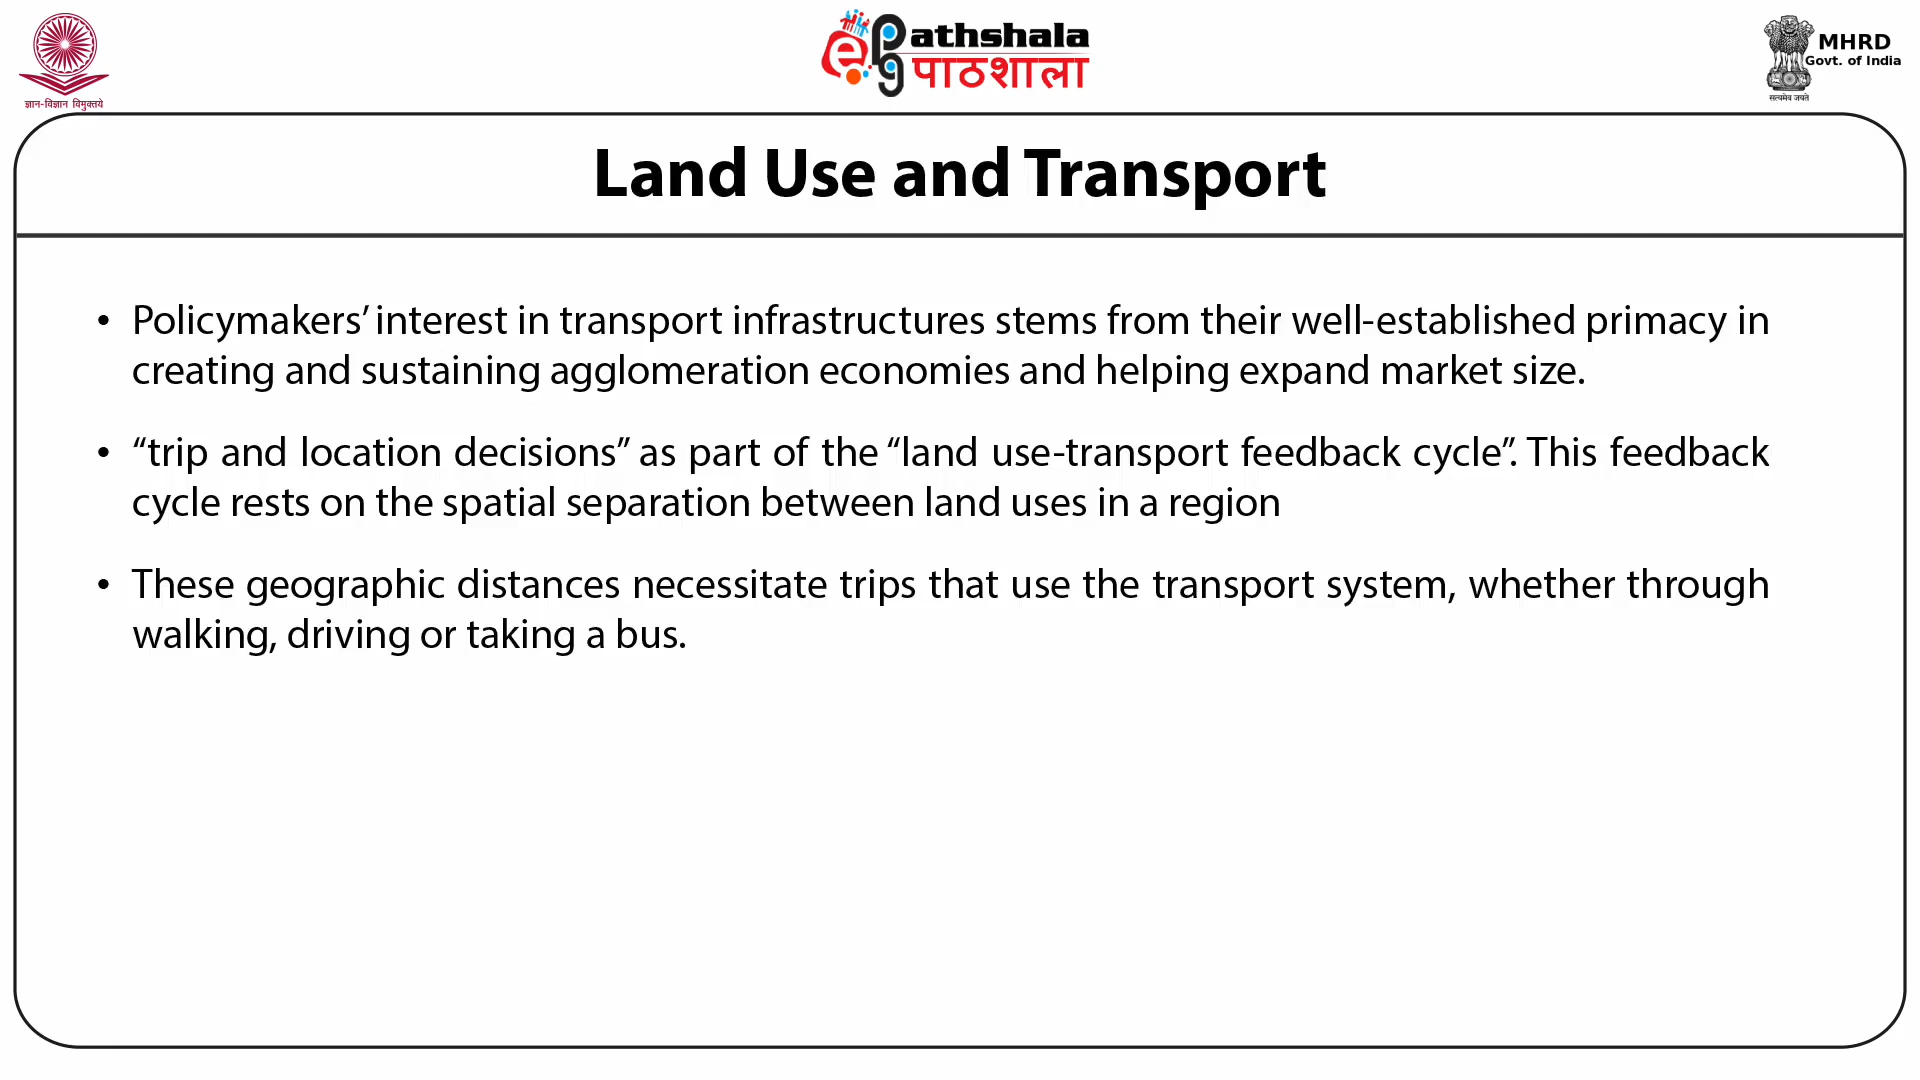 ज्ञान-विज्ञान विमुक्तये
ePathshala
पाठशाला
MHRD
Govt. of India
सत्यमेव जयते
Land Use and Transport
• Policymakers’ interest in transport infrastructures stems from their well-established primacy in
creating and sustaining agglomeration economies and helping expand market size.
• “trip and location decisions” as part of the “land use-transport feedback cycle”. This feedback
cycle rests on the spatial separation between land uses in a region
• These geographic distances necessitate trips that use the transport system, whether through
walking, driving or taking a bus.